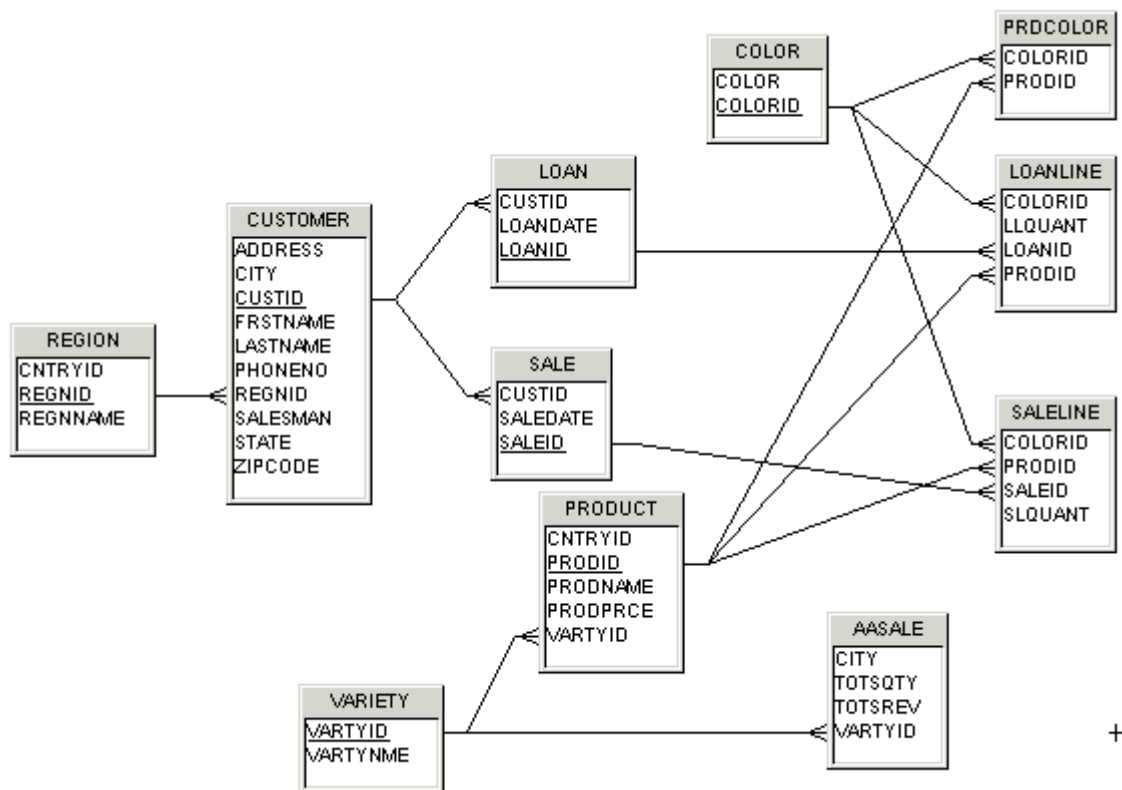 PRDCOLOR
COLORID
PRODID
COLOR
COLOR
COLORID
LOANLINE
COLORID
LLQUANT
LOANID
PRODID
LOAN
CUSTID
LOANDATE
LOANID
CUSTOMER
ADDRESS
CITY
CUSTID
FRSTNAME
LASTNAME
PHONENO
REGNID
SALESMAN
STATE
ZIPCODE
REGION
CNTRYID
REGNID
REGNNAME
SALE
CUSTID
SALEDATE
SALEID
SALELINE
COLORID
PRODID
SALEID
SLQUANT
PRODUCT
CNTRYID
PRODID
PRODNAME
PRODPRCE
VARTYID
AASALE
CITY
TOTSQTY
TOTSREV
VARTYID
VARIETY
VARTYID
VARTYNME